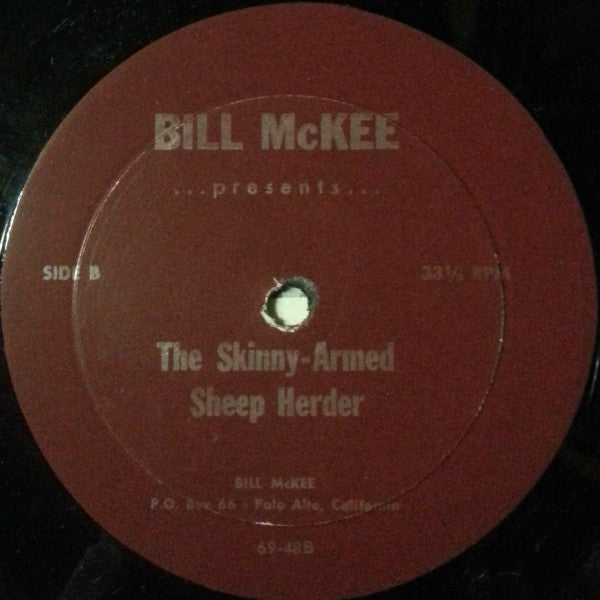 BILL McKEE
...presents...
SIDE B 33⅓ RPM
The Skinny-Armed
Sheep Herder
BILL McKEE
P.O. Box 66 - Palo Alto, California
69-48B